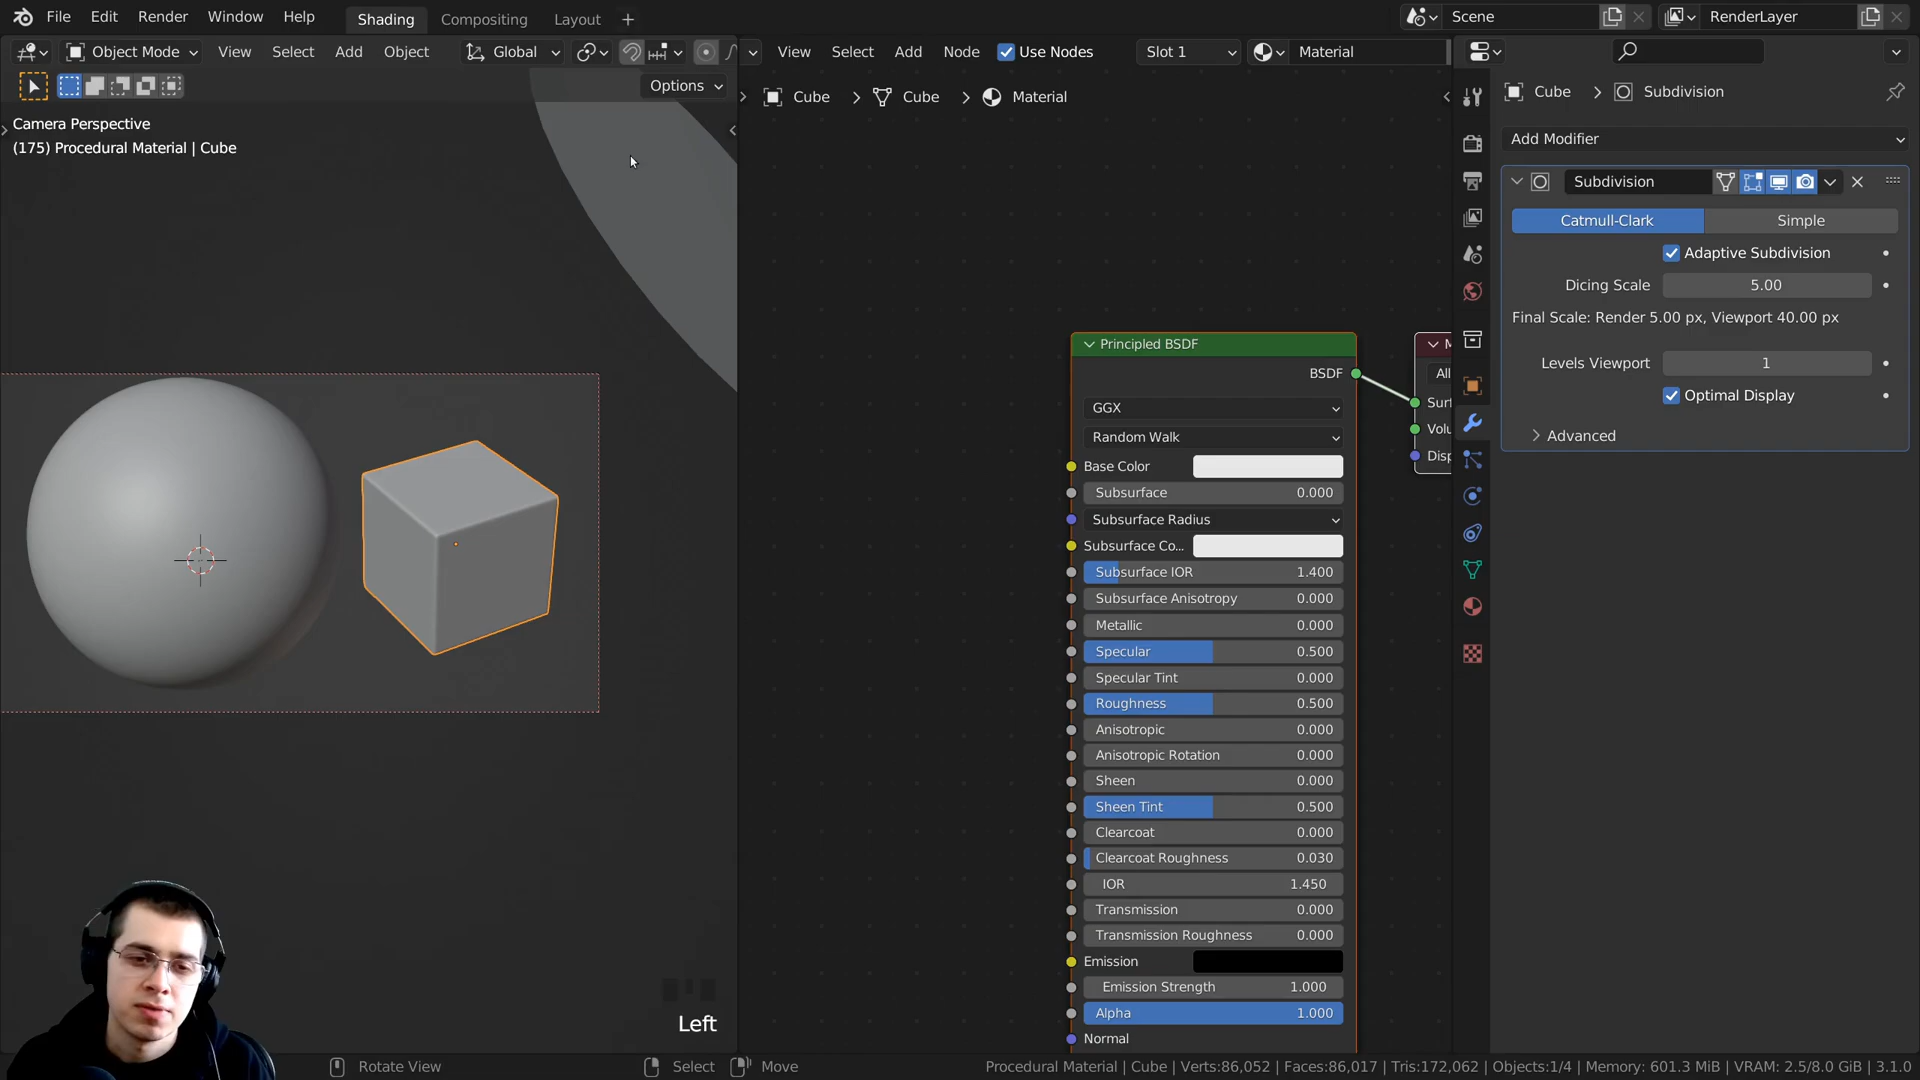 File Edit Render Window Help Shading Compositing Layout + Scene RenderLayer
Object Mode View Select Add Object Global View Select Add Node Use Nodes Slot 1 Material
Options
Cube > Cube > Material
Cube > Subdivision
Camera Perspective
(175) Procedural Material | Cube
Add Modifier
Subdivision
Catmull-Clark Simple
Adaptive Subdivision
Dicing Scale 5.00
Final Scale: Render 5.00 px, Viewport 40.00 px
Levels Viewport 1
Optimal Display
Advanced
Principled BSDF
BSDF
GGX
Random Walk
Base Color
Subsurface 0.000
Subsurface Radius
Subsurface Co...
Subsurface IOR 1.400
Subsurface Anisotropy 0.000
Metallic 0.000
Specular 0.500
Specular Tint 0.000
Roughness 0.500
Anisotropic 0.000
Anisotropic Rotation 0.000
Sheen 0.000
Sheen Tint 0.500
Clearcoat 0.000
Clearcoat Roughness 0.030
IOR 1.450
Transmission 0.000
Transmission Roughness 0.000
Emission
Emission Strength 1.000
Alpha 1.000
Normal
M
All
Surf
Volu
Disp
Left
Rotate View Select Move Procedural Material | Cube | Verts:86,052 | Faces:86,017 | Tris:172,062 | Objects:1/4 | Memory: 601.3 MiB | VRAM: 2.5/8.0 GiB | 3.1.0